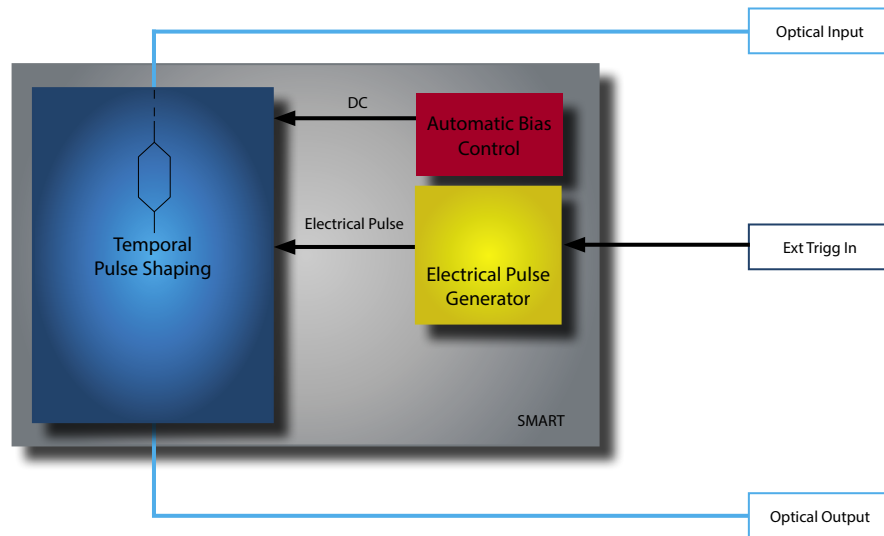 Optical Input
DC
Automatic Bias
Control
Electrical Pulse
Ext Trigg In
Temporal
Pulse Shaping
Electrical Pulse
Generator
SMART
Optical Output